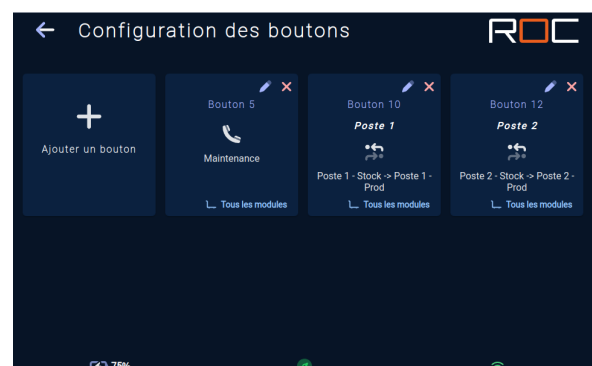 Configuration des boutons
ROC
Ajouter un bouton
Bouton 5
Maintenance
Tous les modules
Bouton 10
Poste 1
Poste 1 - Stock -> Poste 1 -
Prod
Tous les modules
Bouton 12
Poste 2
Poste 2 - Stock -> Poste 2 -
Prod
Tous les modules
75%